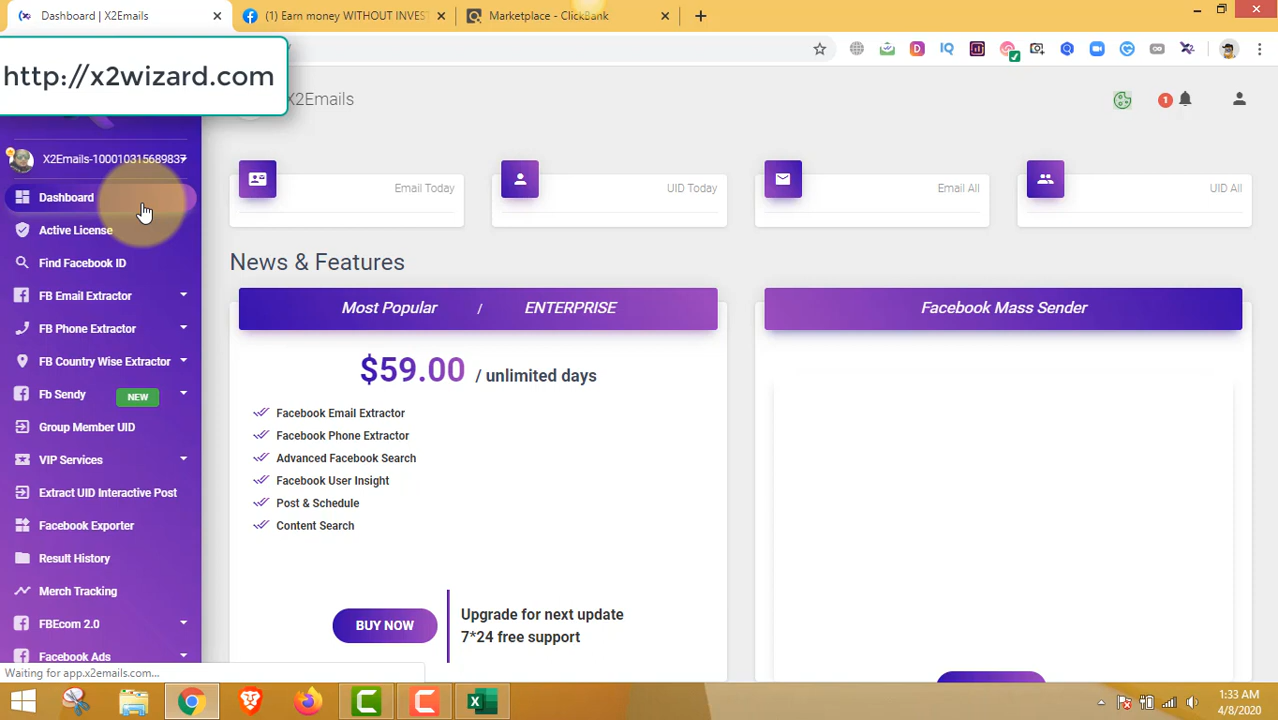 Dashboard | X2Emails
(1) Earn money WITHOUT INVEST
Marketplace - ClickBank
http://x2wizard.com
X2Emails
1
X2Emails-100010315689837
Dashboard
Active License
Find Facebook ID
FB Email Extractor
FB Phone Extractor
FB Country Wise Extractor
Fb Sendy
NEW
Group Member UID
VIP Services
Extract UID Interactive Post
Facebook Exporter
Result History
Merch Tracking
FBEcom 2.0
Facebook Ads
Email Today
UID Today
Email All
UID All
News & Features
Most Popular / ENTERPRISE
$59.00 / unlimited days
Facebook Email Extractor
Facebook Phone Extractor
Advanced Facebook Search
Facebook User Insight
Post & Schedule
Content Search
BUY NOW
Upgrade for next update
7*24 free support
Facebook Mass Sender
Waiting for app.x2emails.com...
1:33 AM
4/8/2020